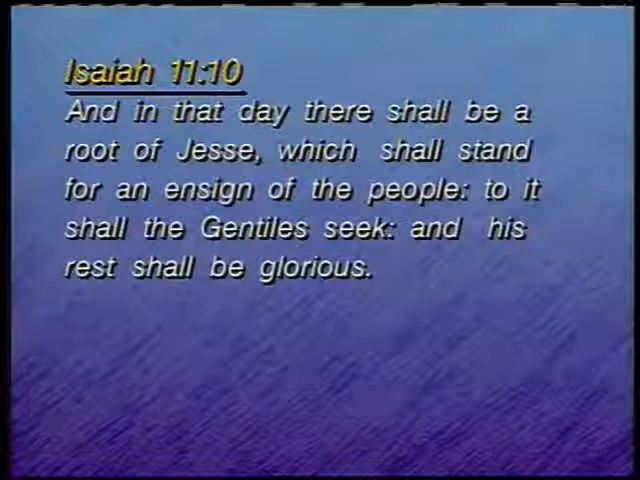 Isaiah 11:10
And in that day there shall be a
root of Jesse, which shall stand
for an ensign of the people: to it
shall the Gentiles seek: and his
rest shall be glorious.